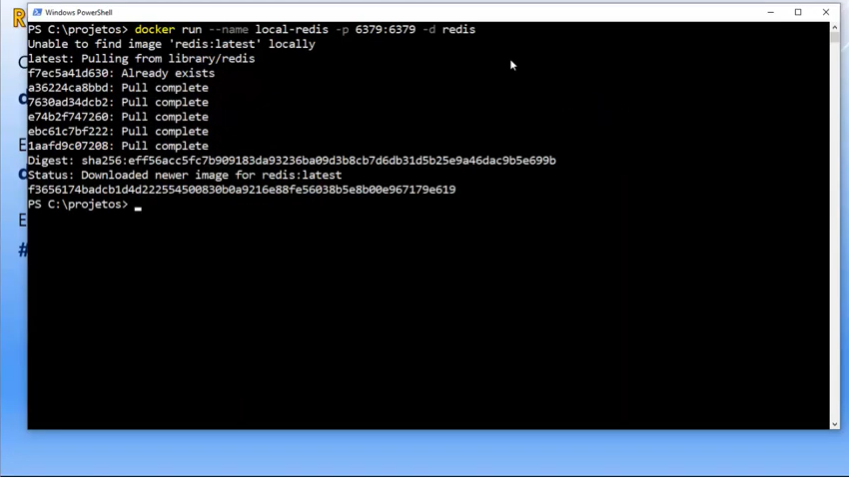 Windows PowerShell
PS C:\projetos> docker run --name local-redis -p 6379:6379 -d redis
Unable to find image 'redis:latest' locally
latest: Pulling from library/redis
f7ec5a41d630: Already exists
a36224ca8bbd: Pull complete
7630ad34dcb2: Pull complete
e74b2f747260: Pull complete
ebc61c7bf222: Pull complete
1aafd9c07208: Pull complete
Digest: sha256:eff56acc5fc7b909183da93236ba09d3b8cb7d6db31d5b25e9a46dac9b5e699b
Status: Downloaded newer image for redis:latest
f3656174badcb1d4d222554500830b0a9216e88fe56038b5e8b00e967179e619
PS C:\projetos>